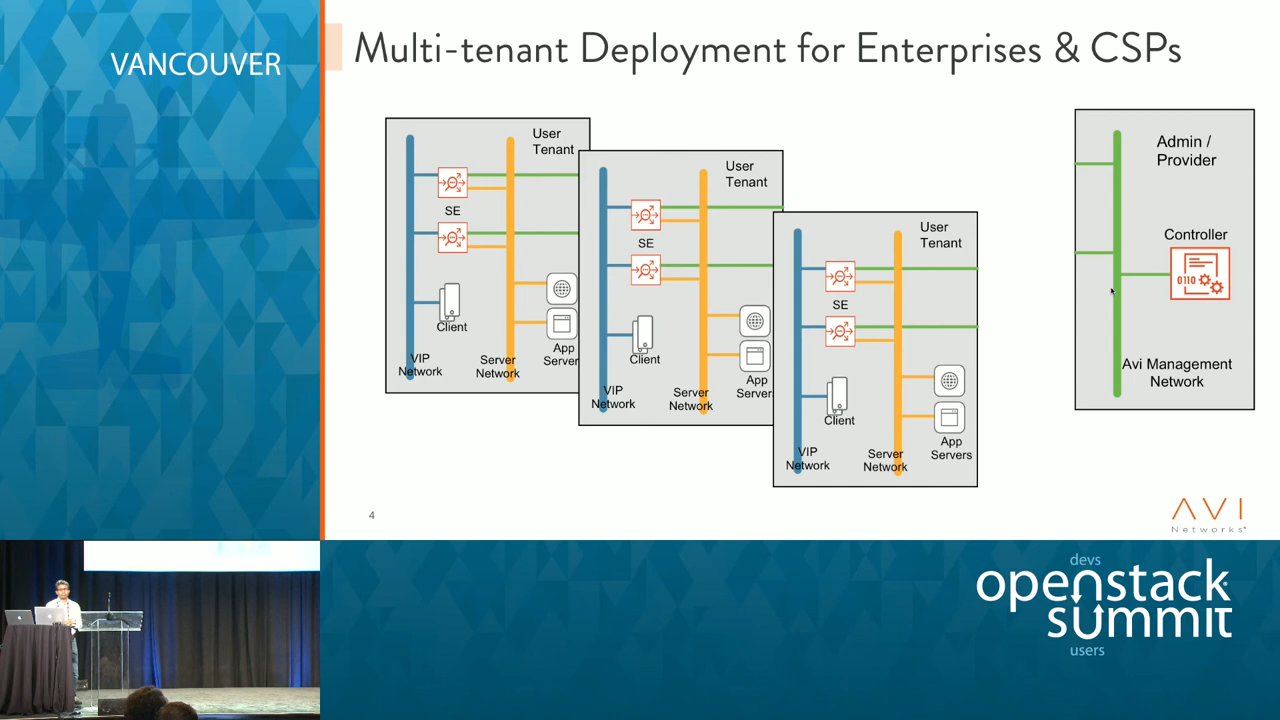 VANCOUVER
Multi-tenant Deployment for Enterprises & CSPs
User
Tenant
SE
Client
VIP
Network
Server
Network
App
Server
User
Tenant
SE
Client
VIP
Network
Server
Network
App
Servers
User
Tenant
SE
Client
VIP
Network
Server
Network
App
Servers
Admin /
Provider
Controller
0110
Avi Management
Network
4
AVI
Networks
devs
openstack
summit
users